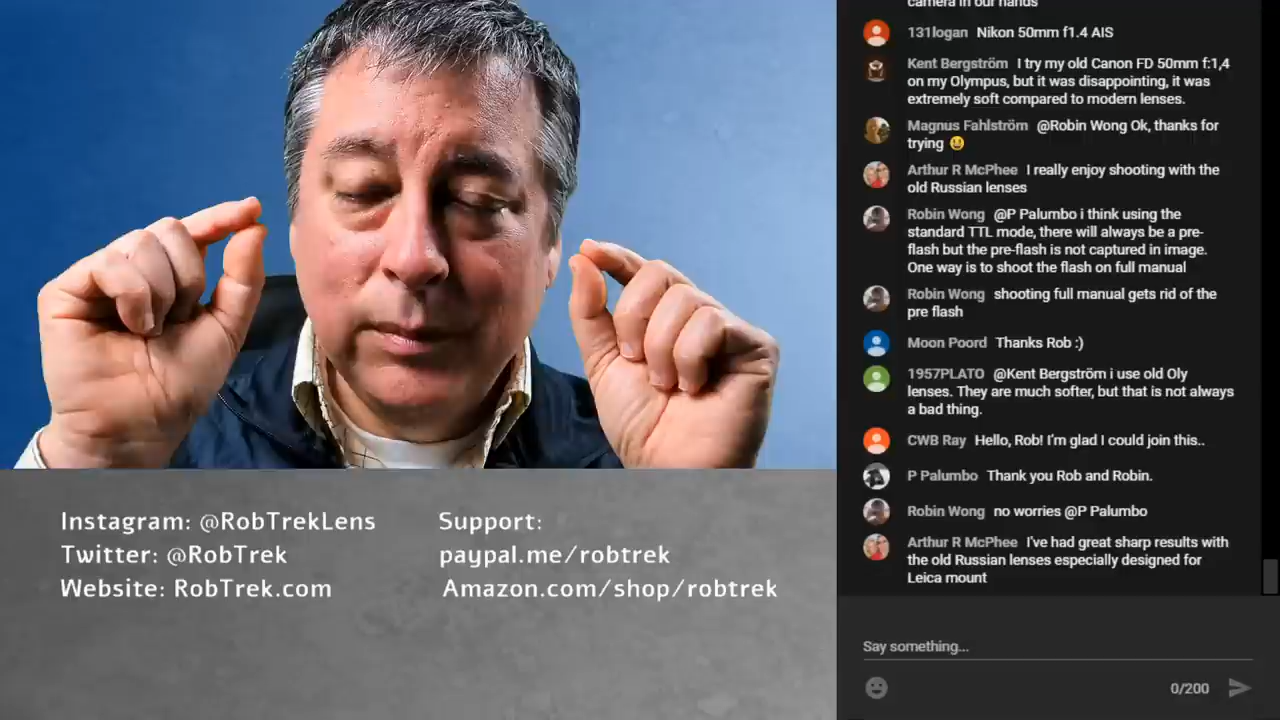 camera in our hands
131logan Nikon 50mm f1.4 AIS
Kent Bergström I try my old Canon FD 50mm f:1,4
on my Olympus, but it was disappointing, it was
extremely soft compared to modern lenses.
Magnus Fahlström @Robin Wong Ok, thanks for
trying
Arthur R McPhee I really enjoy shooting with the
old Russian lenses
Robin Wong @P Palumbo i think using the
standard TTL mode, there will always be a pre-
flash but the pre-flash is not captured in image.
One way is to shoot the flash on full manual
Robin Wong shooting full manual gets rid of the
pre flash
Moon Poord Thanks Rob :)
1957PLATO @Kent Bergström i use old Oly
lenses. They are much softer, but that is not always
a bad thing.
CWB Ray Hello, Rob! I'm glad I could join this..
P Palumbo Thank you Rob and Robin.
Robin Wong no worries @P Palumbo
Arthur R McPhee I've had great sharp results with
the old Russian lenses especially designed for
Leica mount
Say something...
0/200
Instagram: @RobTrekLens
Twitter: @RobTrek
Website: RobTrek.com
Support:
paypal.me/robtrek
Amazon.com/shop/robtrek